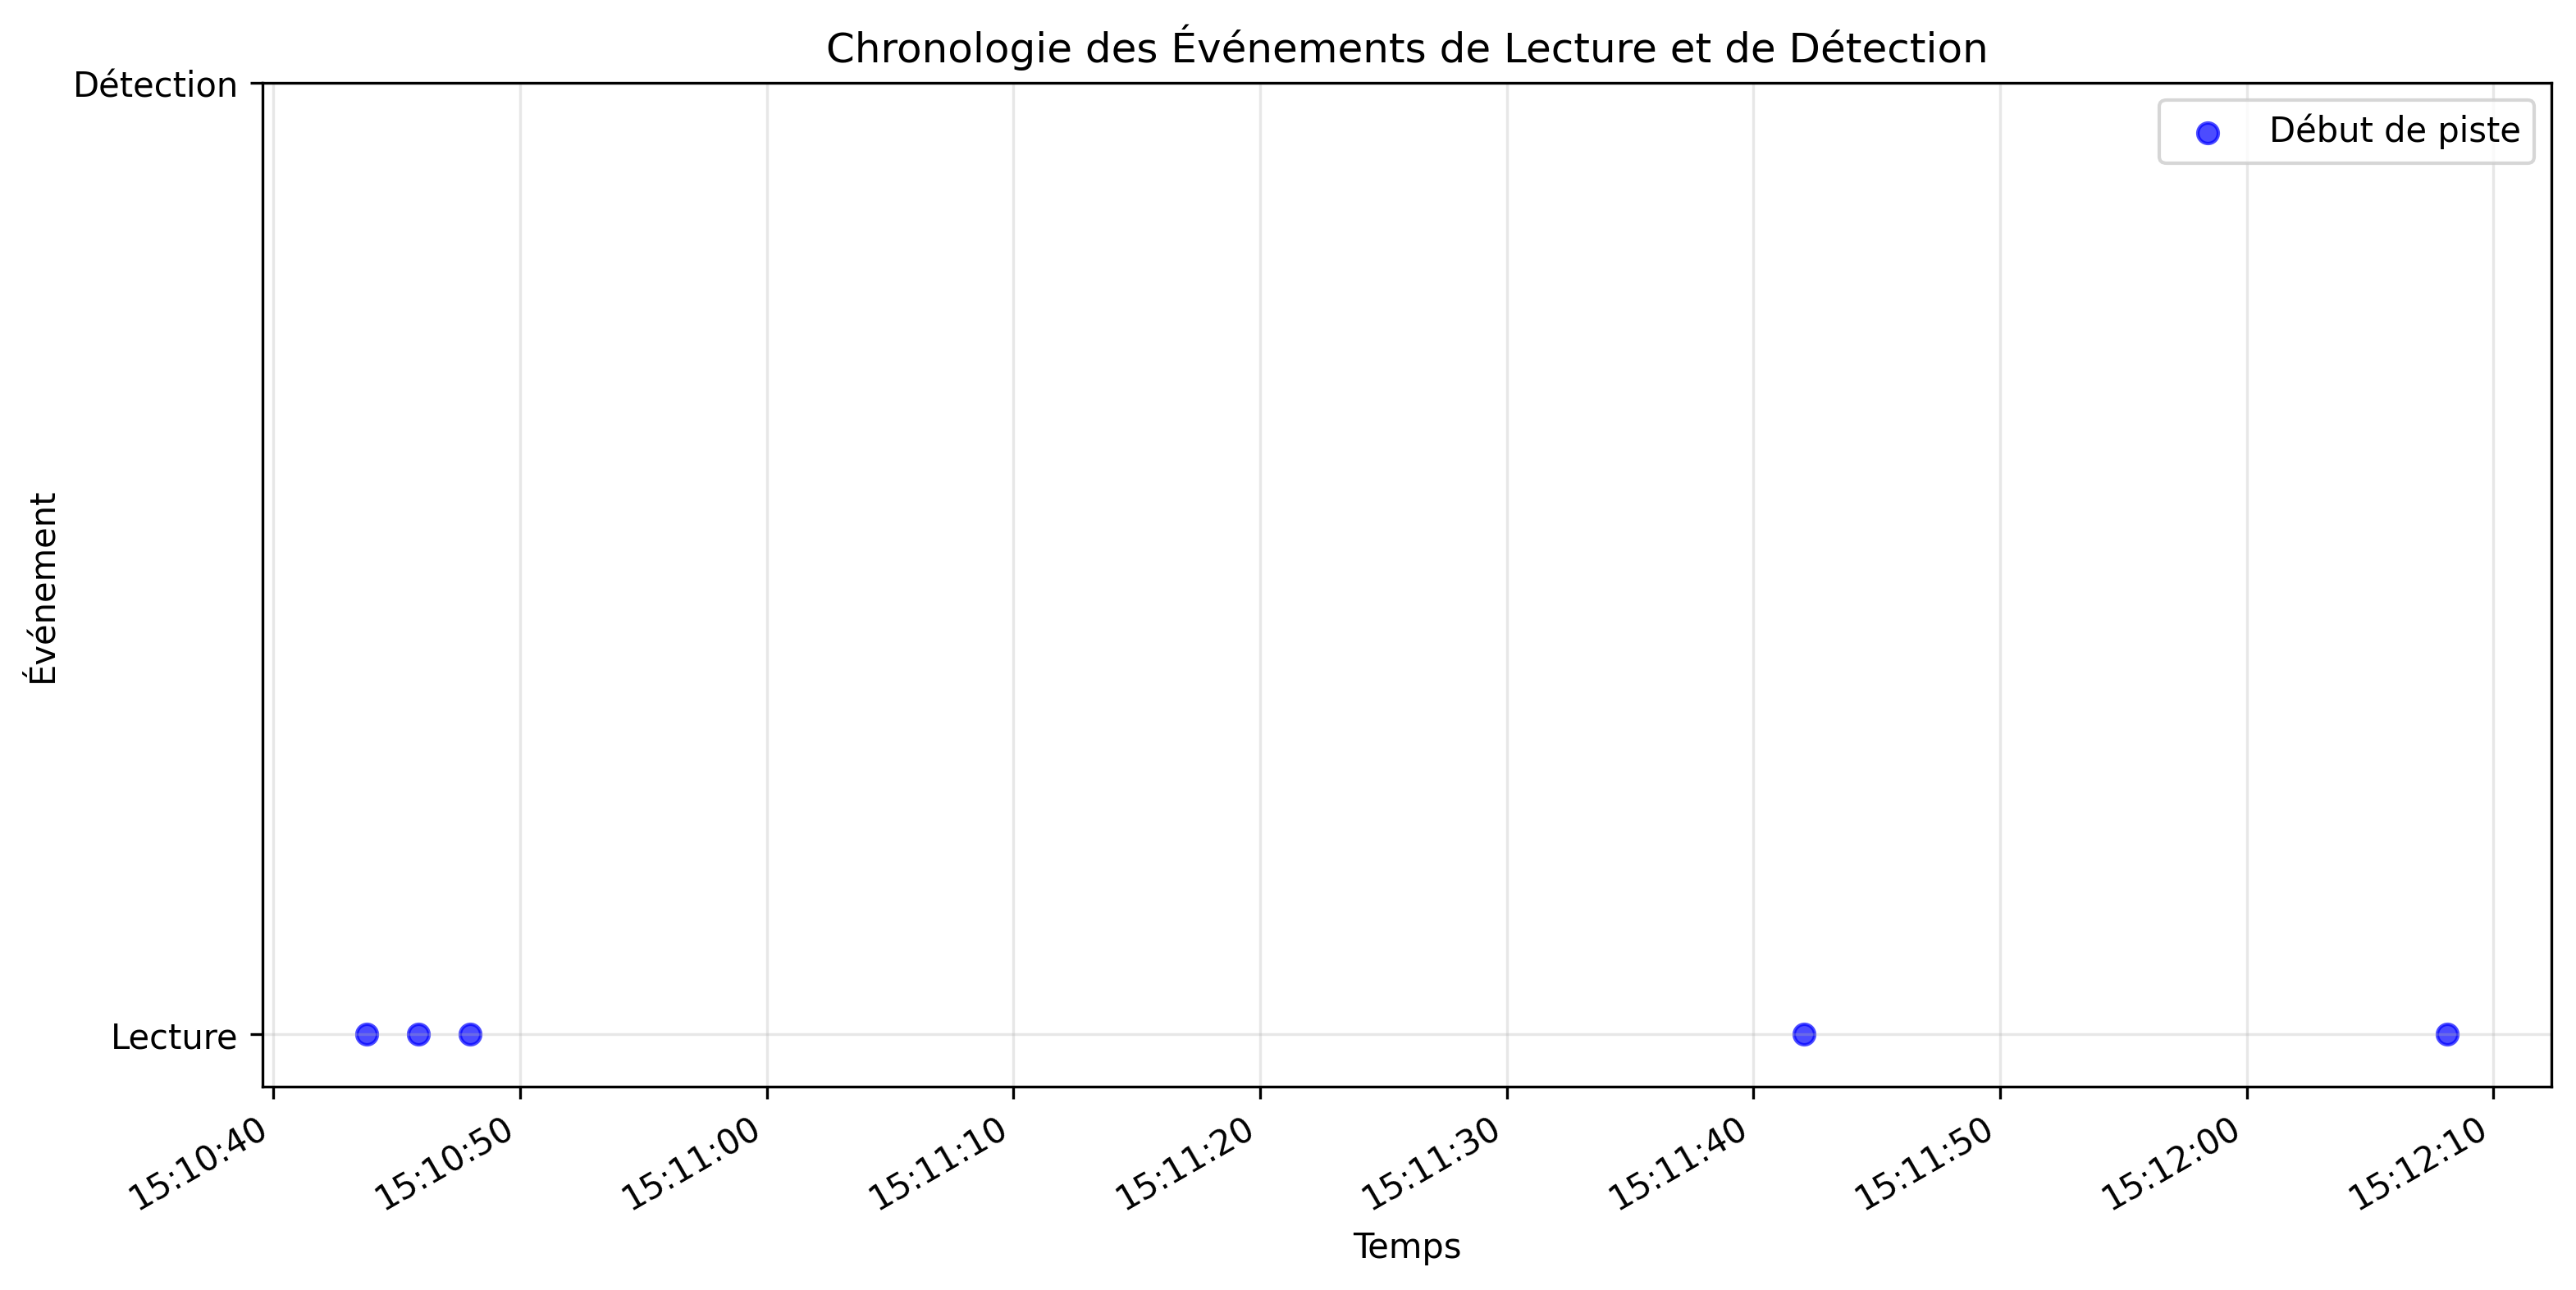 Chronologie des Événements de Lecture et de Détection
Détection
Début de piste
Événement
Lecture
15:10:40
15:10:50
15:11:00
15:11:10
15:11:20
15:11:30
15:11:40
15:11:50
15:12:00
15:12:10
Temps